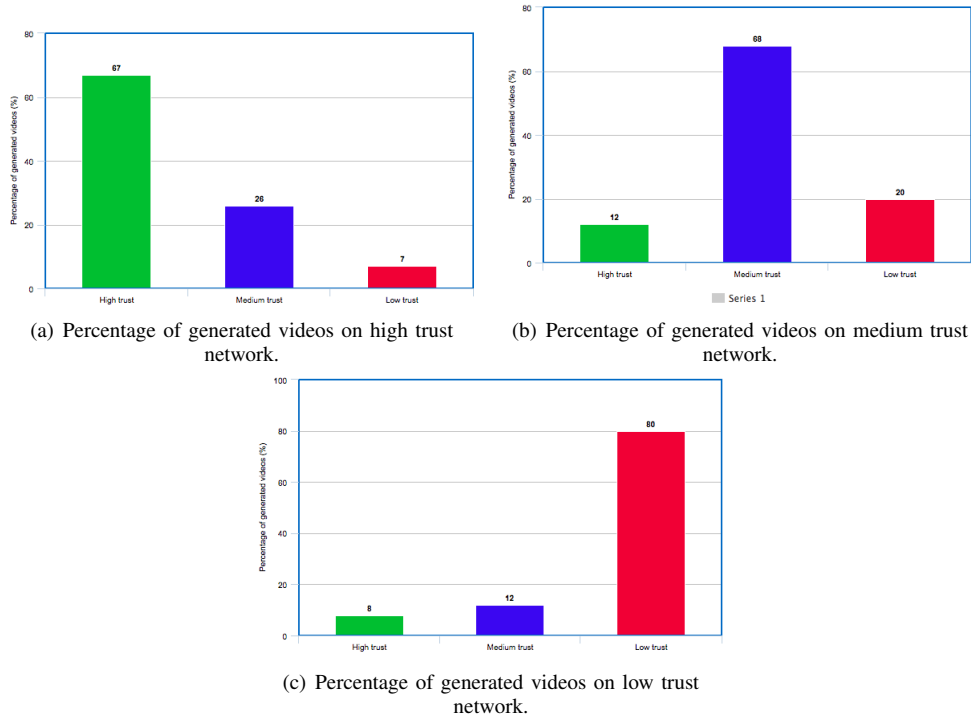 80
67
60
Percentage of generated videos (%)
40
26
20
7
0
High trust
Medium trust
Low trust
(a) Percentage of generated videos on high trust
network.
80
68
60
Percentage of generated videos (%)
40
20
20
12
0
High trust
Medium trust
Low trust
Series 1
(b) Percentage of generated videos on medium trust
network.
100
80
80
60
Percentage of generated videos (%)
40
20
12
8
0
High trust
Medium trust
Low trust
(c) Percentage of generated videos on low trust
network.